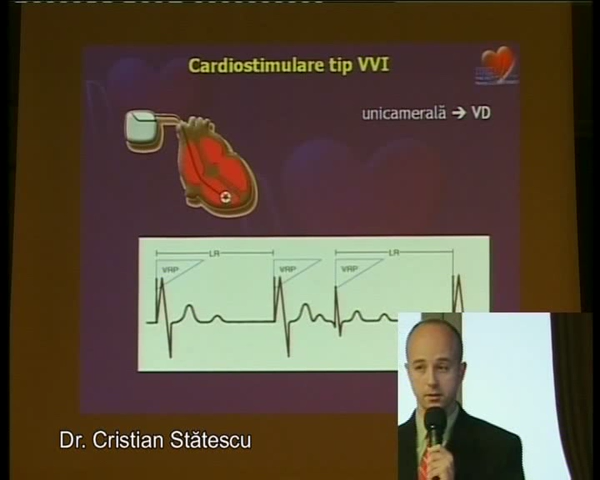 Cardiostimulare tip VVI
unicamerală → VD
LR
LR
VRP
VRP
VRP
Dr. Cristian Stătescu